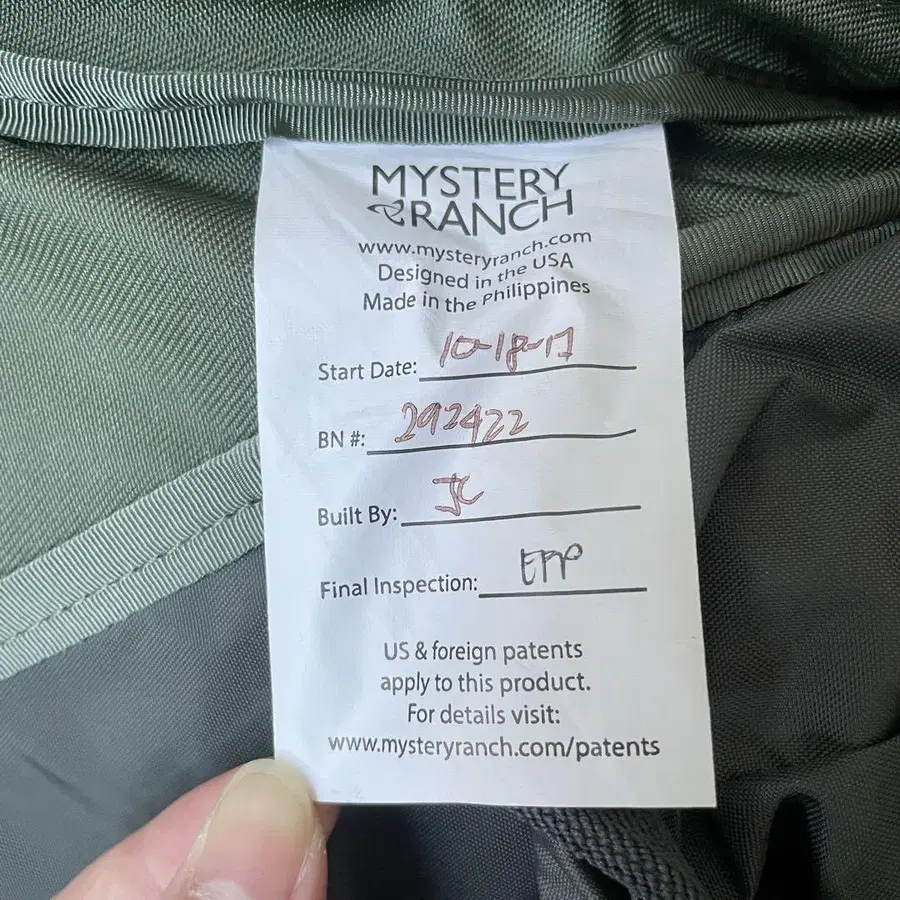 MYSTERY
RANCH
www.mysteryranch.com
Designed in the USA
Made in the Philippines
Start Date: 10-18-17
BN #: 292422
Built By: JC
Final Inspection: EPP
US & foreign patents
apply to this product.
For details visit:
www.mysteryranch.com/patents